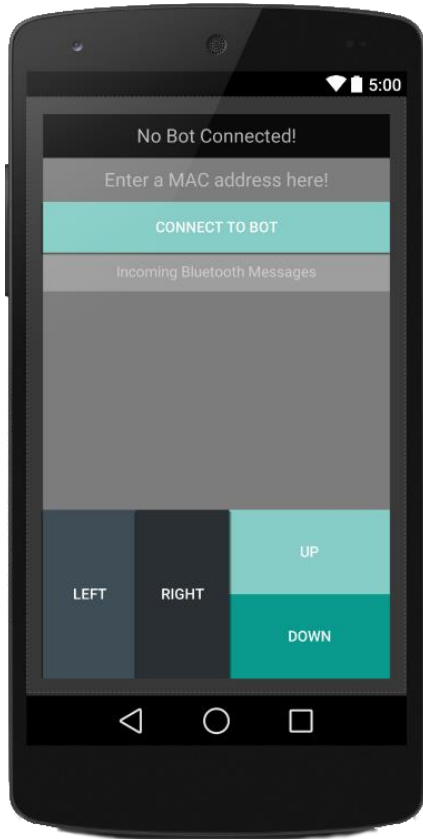 5:00
No Bot Connected!
Enter a MAC address here!
CONNECT TO BOT
Incoming Bluetooth Messages
LEFT
RIGHT
UP
DOWN